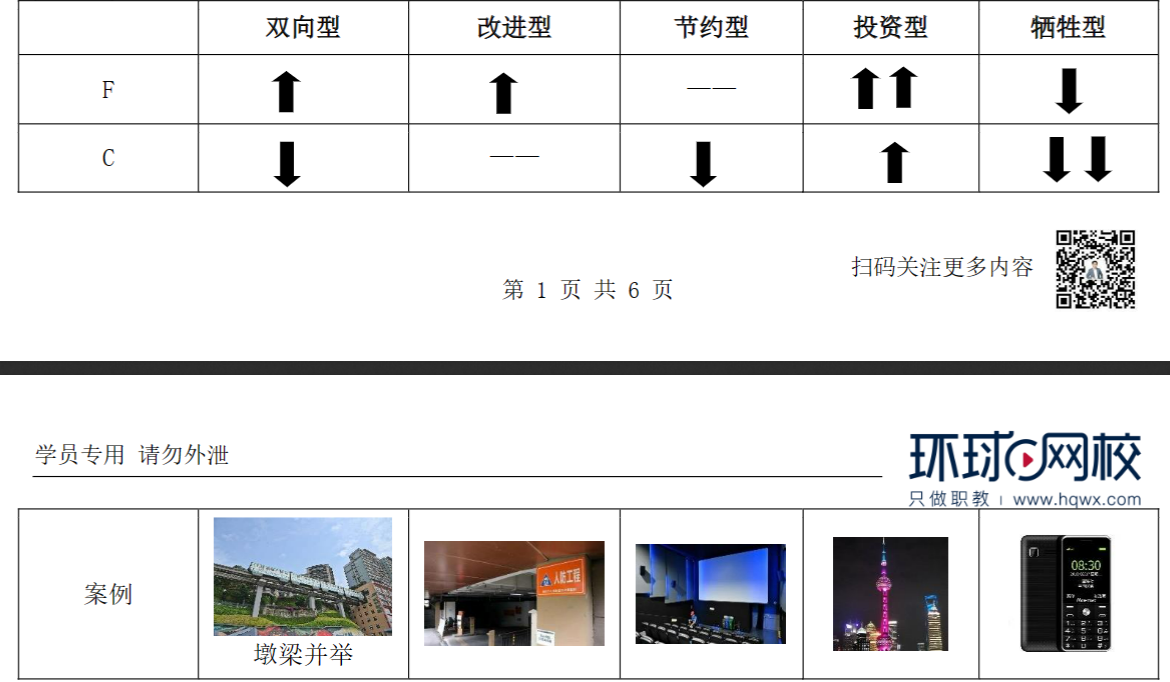 双向型 改进型 节约型 投资型 牺牲型
F ——
C ——
扫码关注更多内容
第 1 页 共 6 页
学员专用 请勿外泄
环球网校
只做职教 | www.hqwx.com
案例
人防工程
08:30
墩梁并举